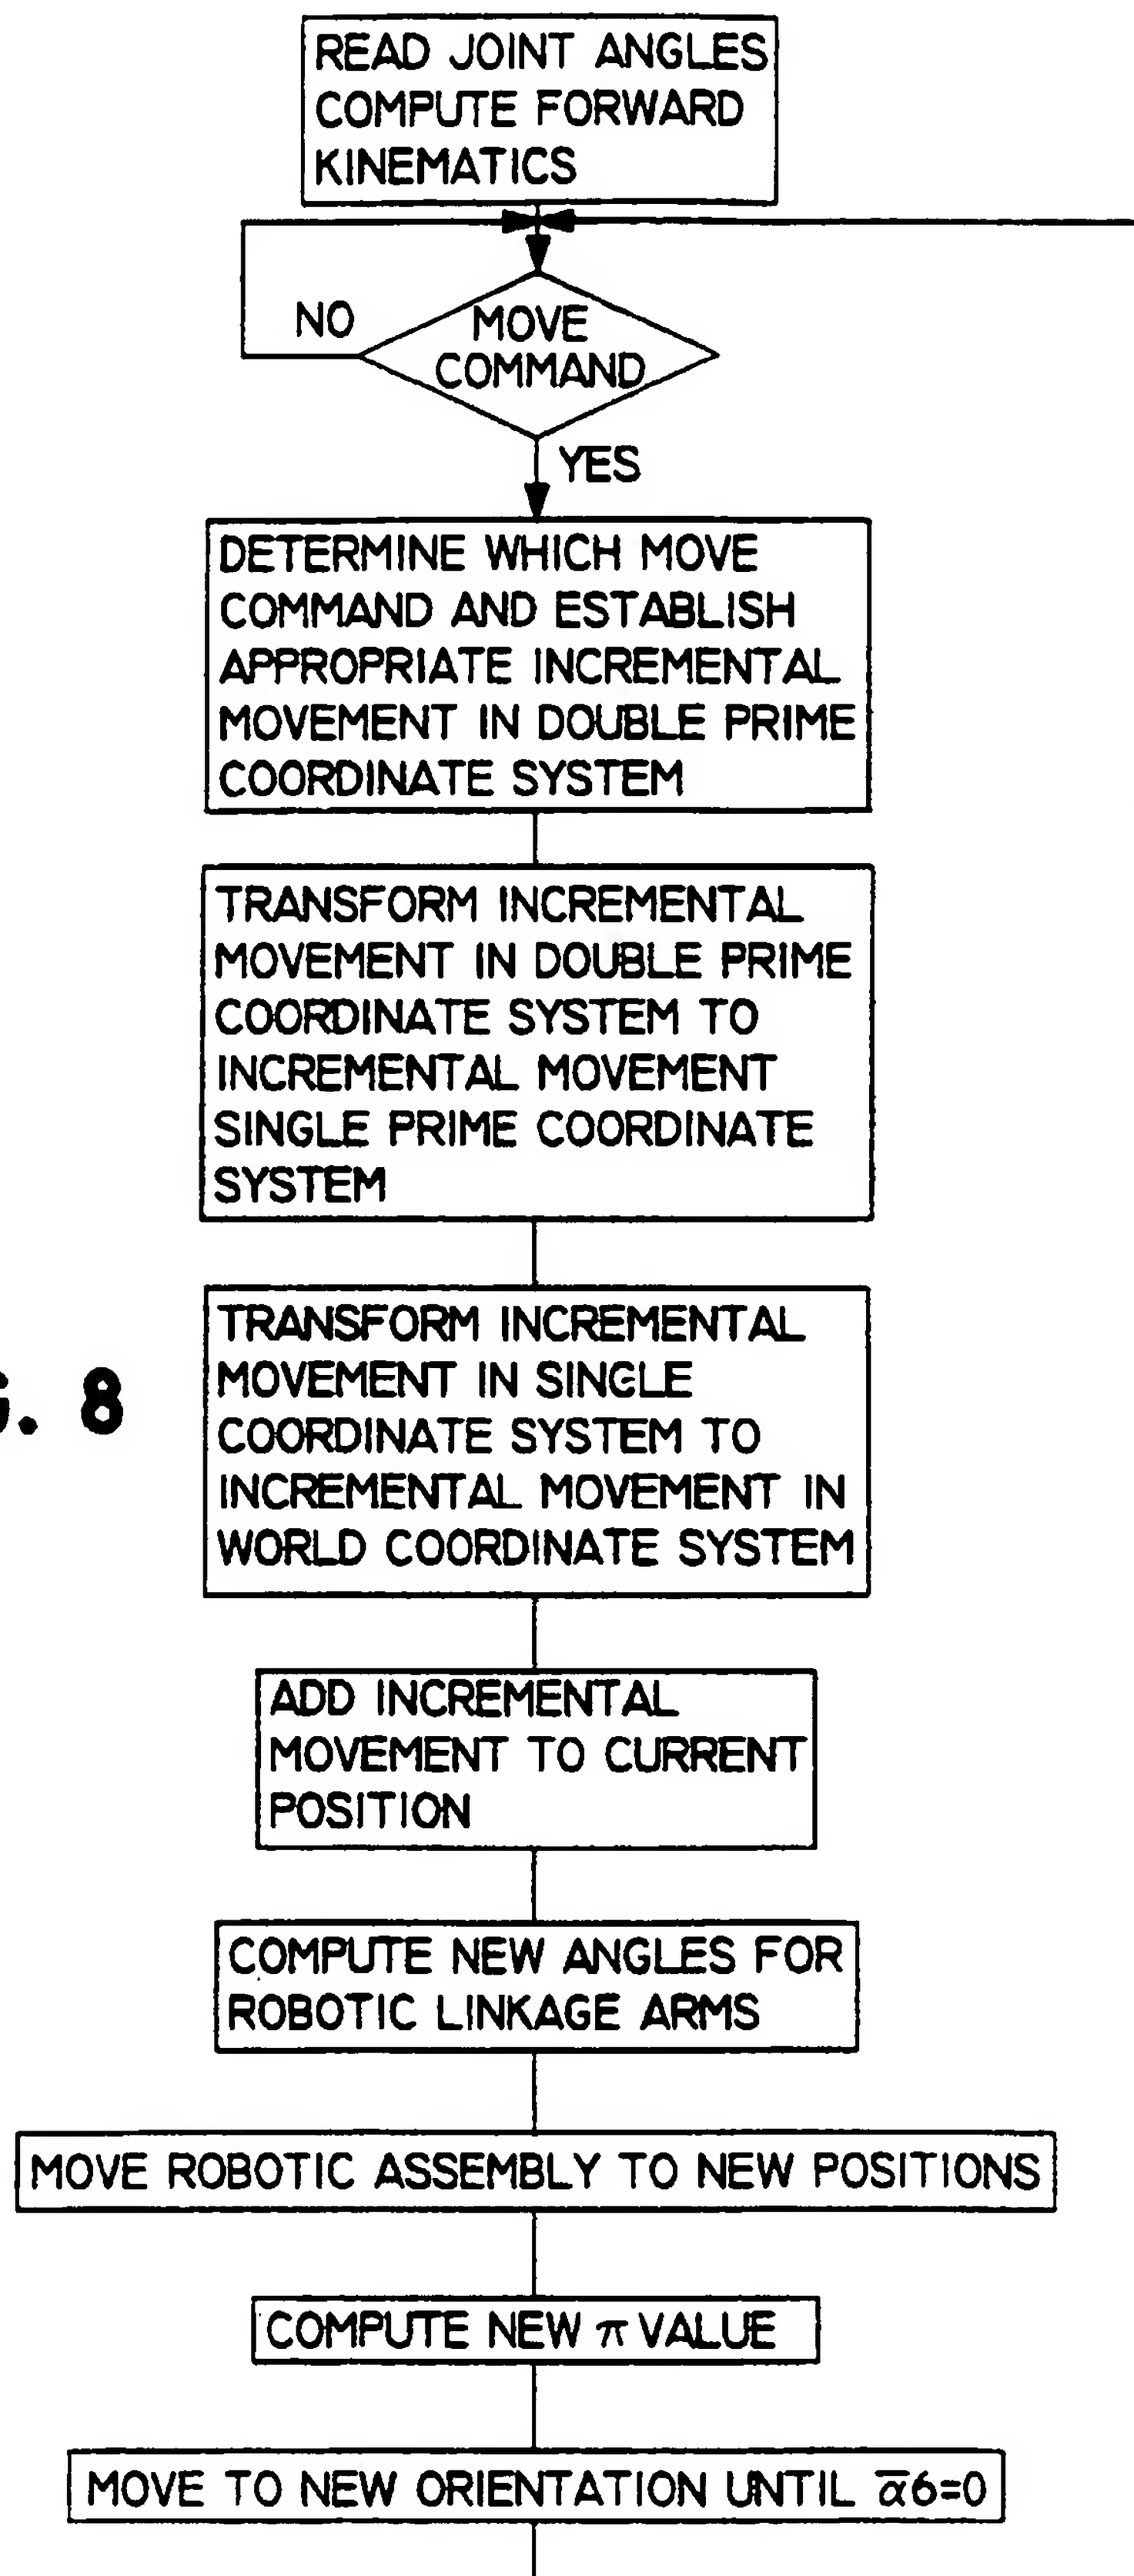 READ JOINT ANGLES
COMPUTE FORWARD
KINEMATICS
NO
MOVE
COMMAND
YES
DETERMINE WHICH MOVE
COMMAND AND ESTABLISH
APPROPRIATE INCREMENTAL
MOVEMENT IN DOUBLE PRIME
COORDINATE SYSTEM
TRANSFORM INCREMENTAL
MOVEMENT IN DOUBLE PRIME
COORDINATE SYSTEM TO
INCREMENTAL MOVEMENT
SINGLE PRIME COORDINATE
SYSTEM
TRANSFORM INCREMENTAL
MOVEMENT IN SINGLE
COORDINATE SYSTEM TO
INCREMENTAL MOVEMENT IN
WORLD COORDINATE SYSTEM
G. 8
ADD INCREMENTAL
MOVEMENT TO CURRENT
POSITION
COMPUTE NEW ANGLES FOR
ROBOTIC LINKAGE ARMS
MOVE ROBOTIC ASSEMBLY TO NEW POSITIONS
COMPUTE NEW π VALUE
MOVE TO NEW ORIENTATION UNTIL α̅6=0